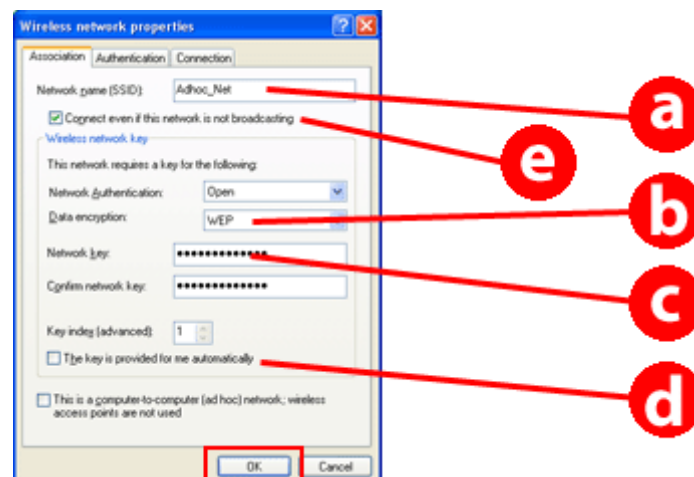 Wireless network properties
Association Authentication Connection
Network name (SSID): Adhoc_Net
a
Connect even if this network is not broadcasting
e
Wireless network key
This network requires a key for the following:
Network Authentication: Open
Data encryption: WEP
b
Network key: •••••••••••••
c
Confirm network key: •••••••••••••
Key index (advanced): 1
The key is provided for me automatically
d
This is a computer-to-computer (ad hoc) network; wireless
access points are not used
OK Cancel